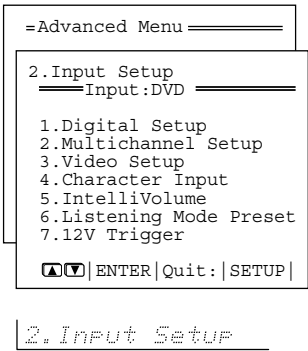 =Advanced Menu
2.Input Setup
Input:DVD
1.Digital Setup
2.Multichannel Setup
3.Video Setup
4.Character Input
5.IntelliVolume
6.Listening Mode Preset
7.12V Trigger
▲▼|ENTER|Quit:|SETUP|
2.Input Setup